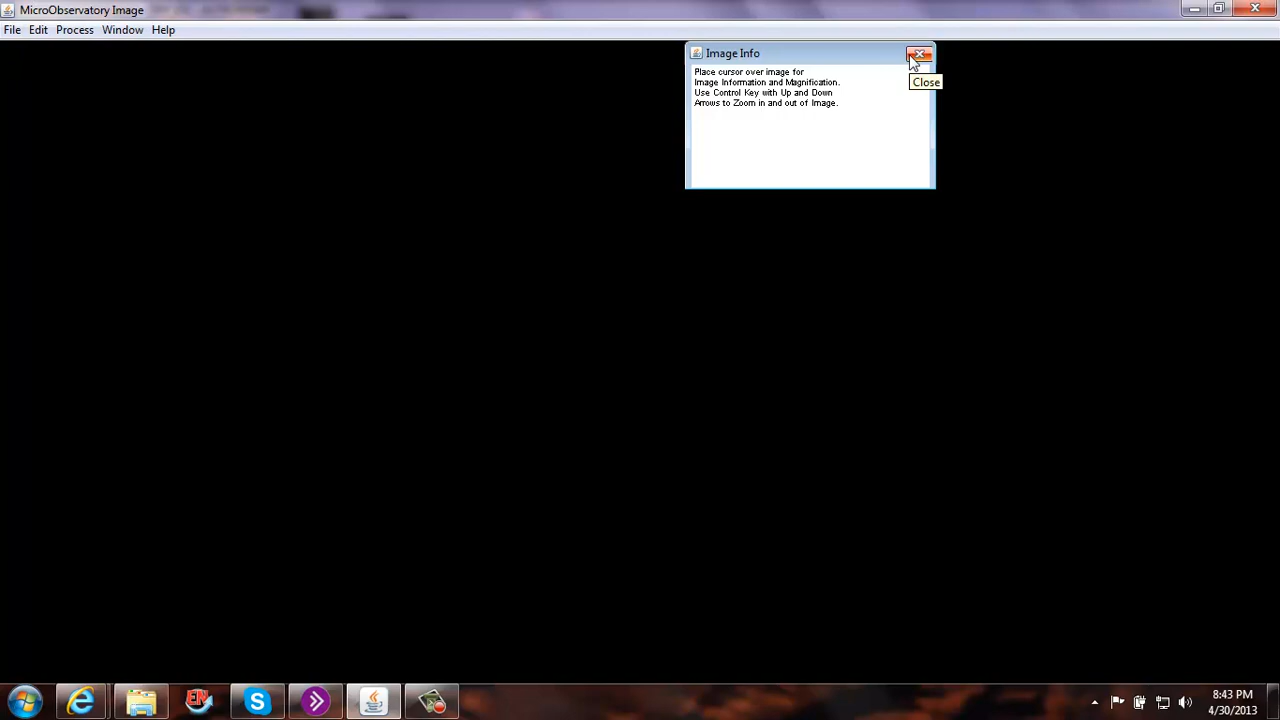 MicroObservatory Image
File Edit Process Window Help
Image Info
Place cursor over image for
Image Information and Magnification.
Use Control Key with Up and Down
Arrows to Zoom in and out of Image.
Close
EN
8:43 PM
4/30/2013